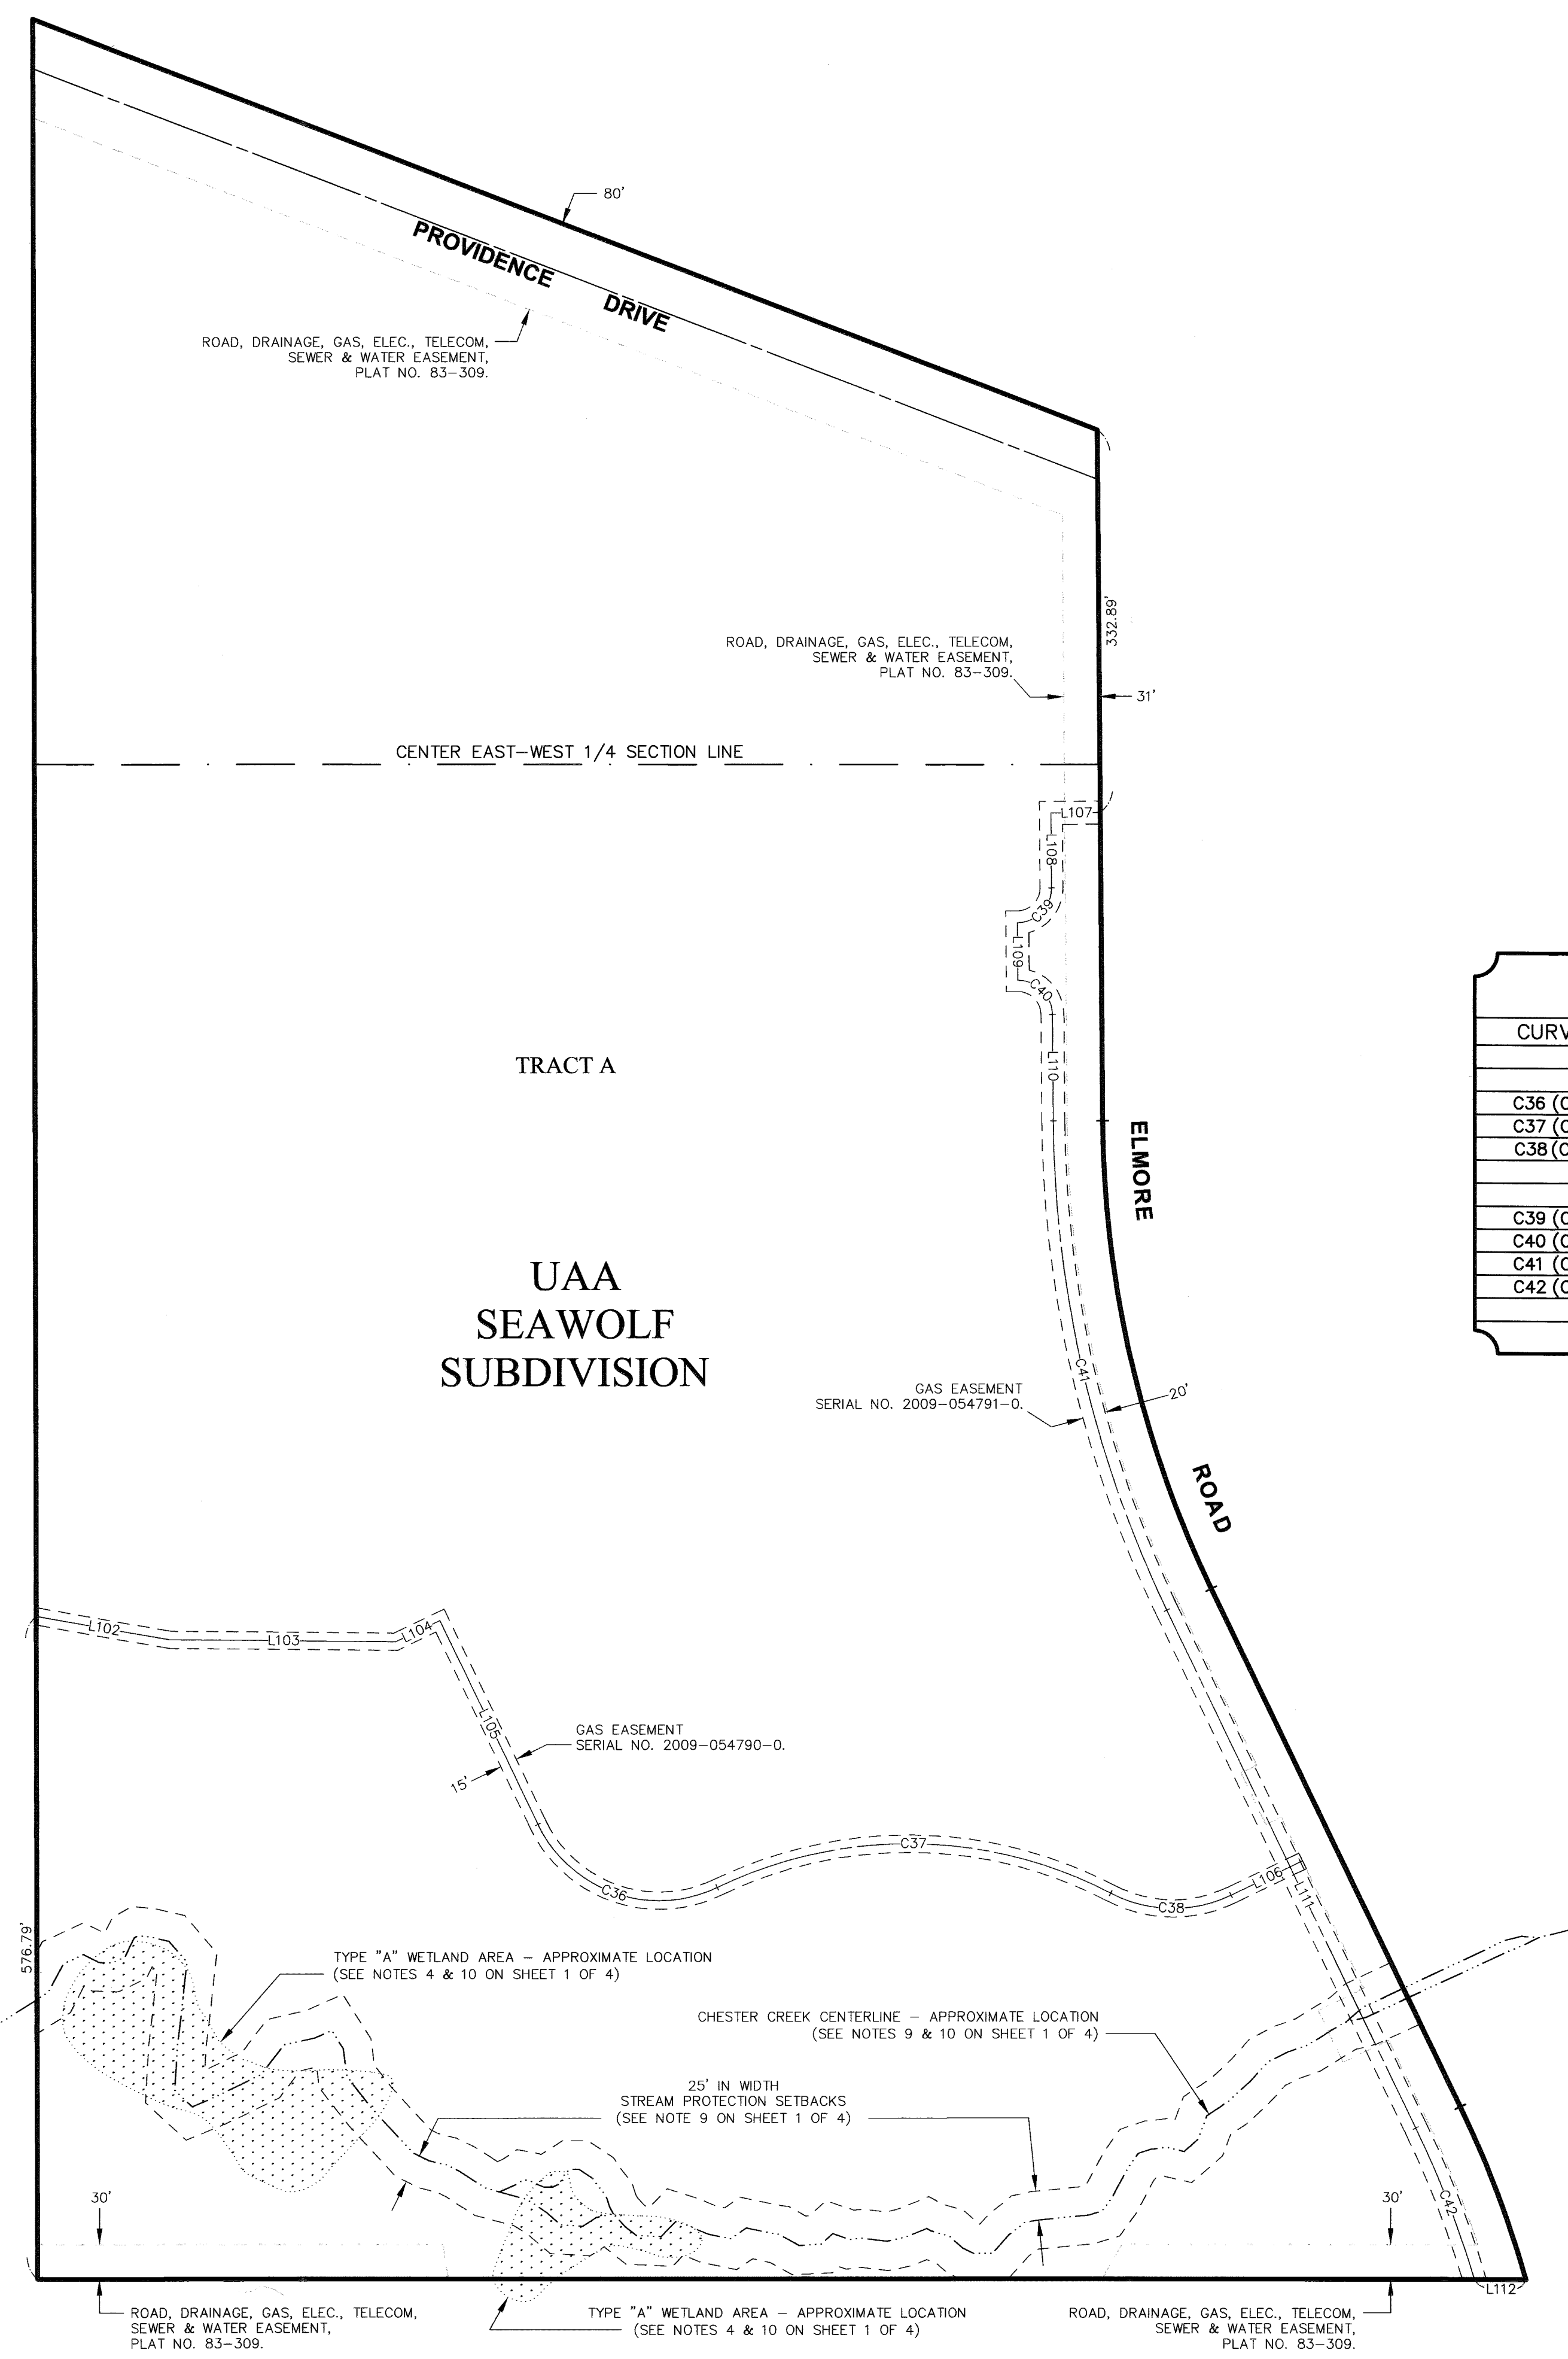 80'
PROVIDENCE DRIVE
ROAD, DRAINAGE, GAS, ELEC., TELECOM,
SEWER & WATER EASEMENT,
PLAT NO. 83-309.
332.89'
ROAD, DRAINAGE, GAS, ELEC., TELECOM,
SEWER & WATER EASEMENT,
PLAT NO. 83-309.
31'
CENTER EAST-WEST 1/4 SECTION LINE
L107
L108
C39
L109
C40
L110
TRACT A
ELMORE
UAA
SEAWOLF
SUBDIVISION
C41
GAS EASEMENT
SERIAL NO. 2009-054791-0.
20'
ROAD
CURV
C36 (C
C37 (C
C38 (C
C39 (C
C40 (C
C41 (C
C42 (C
L102
L103
L104
L105
GAS EASEMENT
SERIAL NO. 2009-054790-0.
15'
C37
C36
C38
L106
L111
576.79'
TYPE "A" WETLAND AREA – APPROXIMATE LOCATION
(SEE NOTES 4 & 10 ON SHEET 1 OF 4)
CHESTER CREEK CENTERLINE – APPROXIMATE LOCATION
(SEE NOTES 9 & 10 ON SHEET 1 OF 4)
25' IN WIDTH
STREAM PROTECTION SETBACKS
(SEE NOTE 9 ON SHEET 1 OF 4)
30'
30'
C42
L112
ROAD, DRAINAGE, GAS, ELEC., TELECOM,
SEWER & WATER EASEMENT,
PLAT NO. 83-309.
TYPE "A" WETLAND AREA – APPROXIMATE LOCATION
(SEE NOTES 4 & 10 ON SHEET 1 OF 4)
ROAD, DRAINAGE, GAS, ELEC., TELECOM,
SEWER & WATER EASEMENT,
PLAT NO. 83-309.